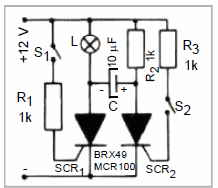 +12 V
S1
L
10 µF
R2 1k
R3
1k
- +
C
S2
R1
1k
BRX49
MCR100
SCR1
SCR2
-